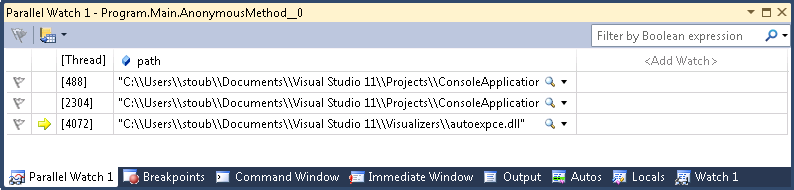 Parallel Watch 1 - Program.Main.AnonymousMethod__0
Filter by Boolean expression
[Thread] path <Add Watch>
[488] "C:\\Users\\stoub\\Documents\\Visual Studio 11\\Projects\\ConsoleApplication
[2304] "C:\\Users\\stoub\\Documents\\Visual Studio 11\\Projects\\ConsoleApplication
[4072] "C:\\Users\\stoub\\Documents\\Visual Studio 11\\Visualizers\\autoexpce.dll"
Parallel Watch 1 Breakpoints Command Window Immediate Window Output Autos Locals Watch 1